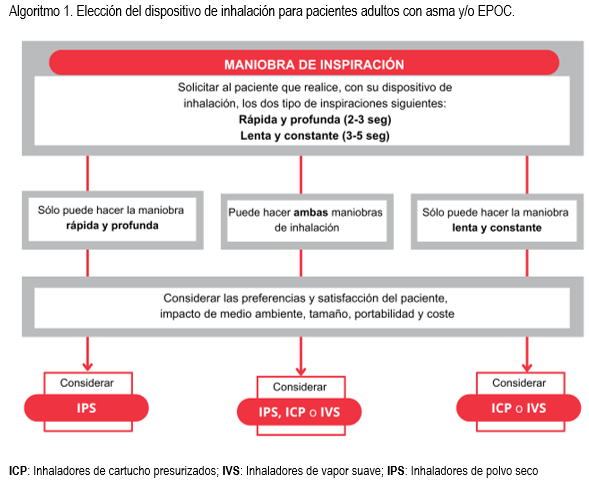 Algoritmo 1. Elección del dispositivo de inhalación para pacientes adultos con asma y/o EPOC.
MANIOBRA DE INSPIRACIÓN
Solicitar al paciente que realice, con su dispositivo de
inhalación, los dos tipo de inspiraciones siguientes:
Rápida y profunda (2-3 seg)
Lenta y constante (3-5 seg)
Sólo puede hacer la maniobra
rápida y profunda
Puede hacer ambas maniobras
de inhalación
Sólo puede hacer la maniobra
lenta y constante
Considerar las preferencias y satisfacción del paciente,
impacto de medio ambiente, tamaño, portabilidad y coste
Considerar
IPS
Considerar
IPS, ICP o IVS
Considerar
ICP o IVS
ICP: Inhaladores de cartucho presurizados; IVS: Inhaladores de vapor suave; IPS: Inhaladores de polvo seco